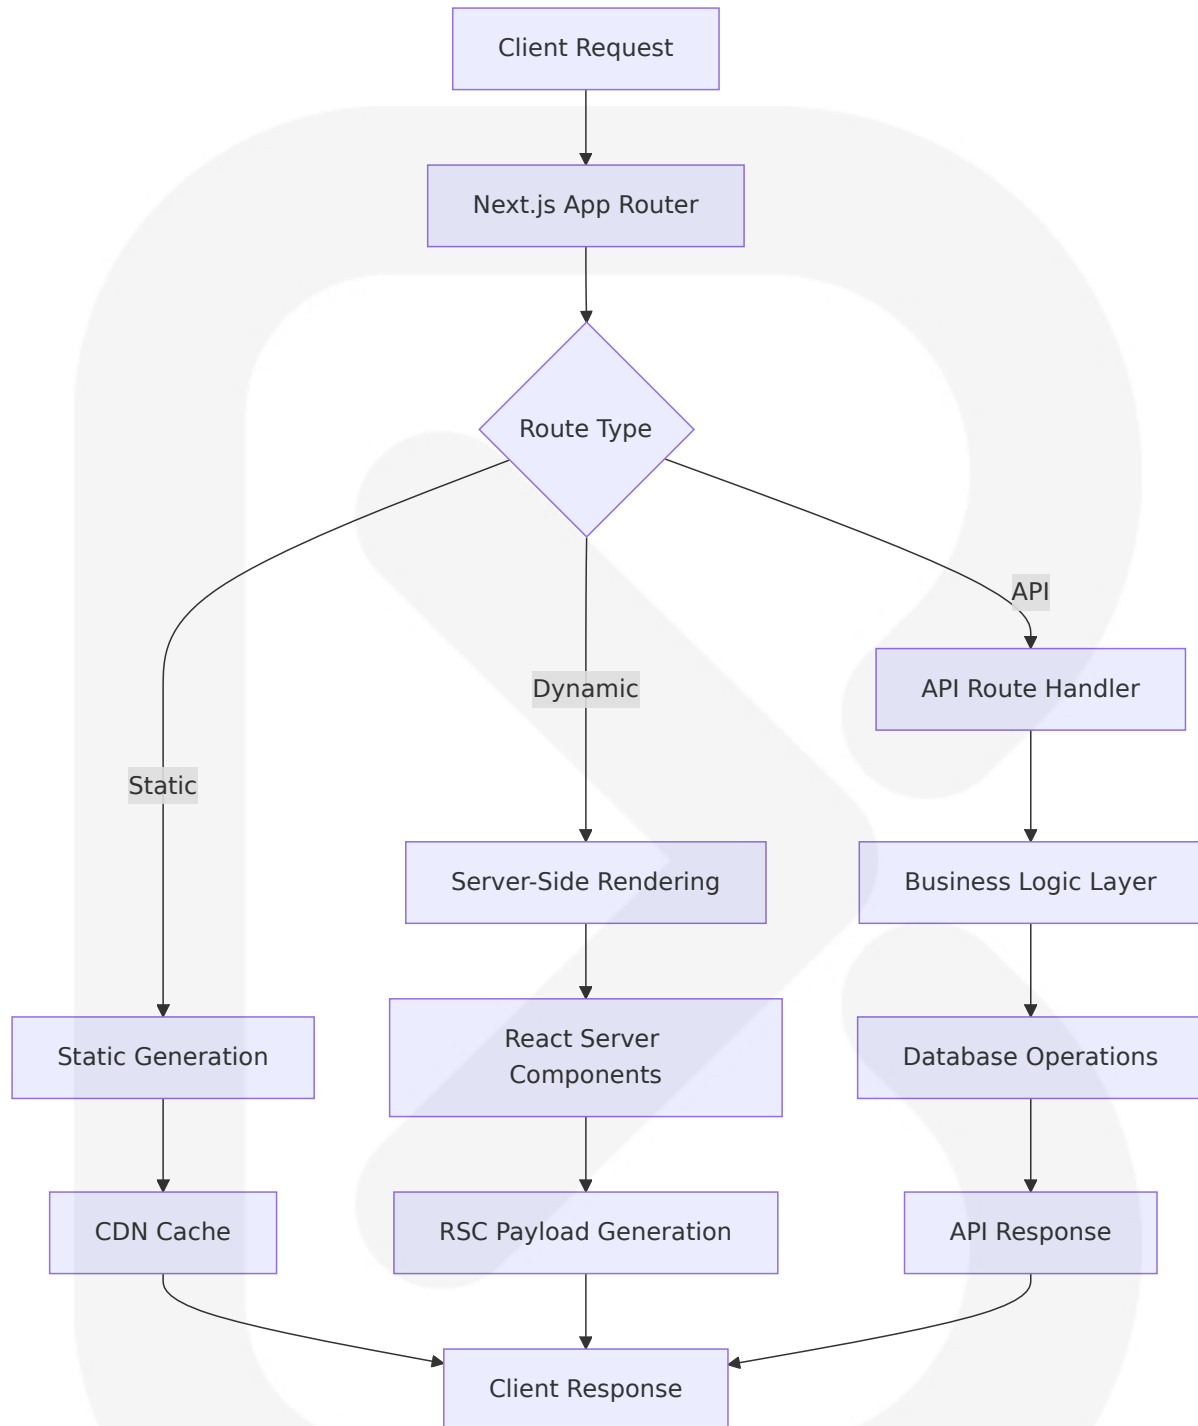 Client Request
Next.js App Router
Route Type
API
Dynamic
API Route Handler
Static
Server-Side Rendering
Business Logic Layer
Static Generation
React Server
Components
Database Operations
CDN Cache
RSC Payload Generation
API Response
Client Response